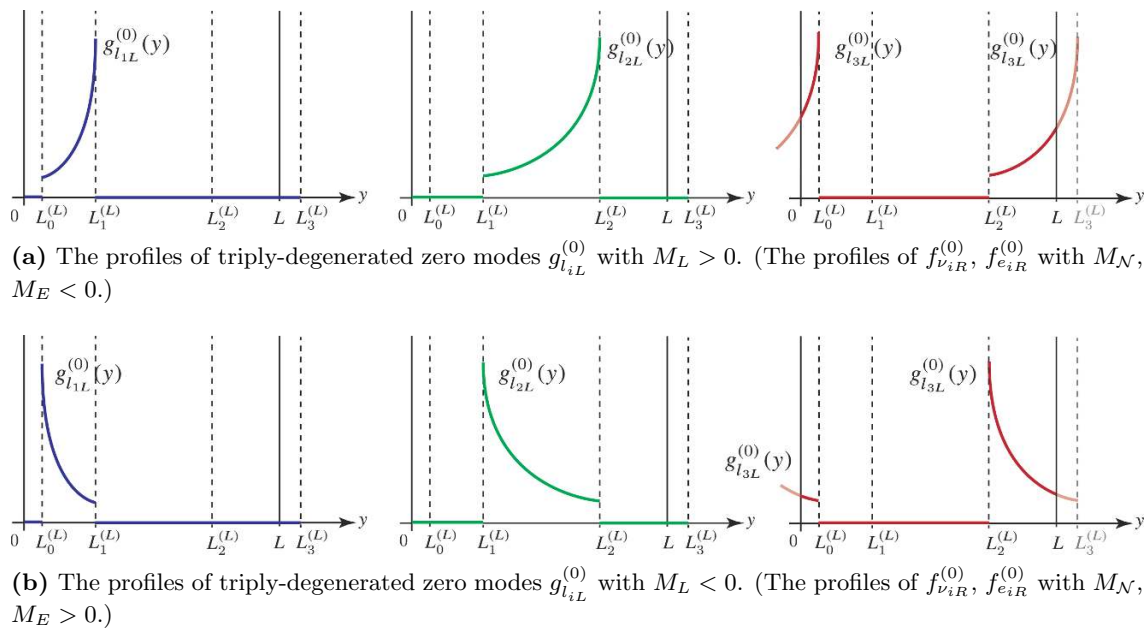 g_{l_{1L}}^{(0)}(y) g_{l_{2L}}^{(0)}(y) g_{l_{3L}}^{(0)}(y) g_{l_{3L}}^{(0)}(y)
0 L_0^{(L)} L_1^{(L)} L_2^{(L)} L L_3^{(L)} y 0 L_0^{(L)} L_1^{(L)} L_2^{(L)} L L_3^{(L)} y 0 L_0^{(L)} L_1^{(L)} L_2^{(L)} L L_3^{(L)} y
(a) The profiles of triply-degenerated zero modes g_{l_{iL}}^{(0)} with M_L > 0. (The profiles of f_{ν_{iR}}^{(0)}, f_{e_{iR}}^{(0)} with M_𝒩,
M_E < 0.)
g_{l_{1L}}^{(0)}(y) g_{l_{2L}}^{(0)}(y) g_{l_{3L}}^{(0)}(y)
g_{l_{3L}}^{(0)}(y)
0 L_0^{(L)} L_1^{(L)} L_2^{(L)} L L_3^{(L)} y 0 L_0^{(L)} L_1^{(L)} L_2^{(L)} L L_3^{(L)} y 0 L_0^{(L)} L_1^{(L)} L_2^{(L)} L L_3^{(L)} y
(b) The profiles of triply-degenerated zero modes g_{l_{iL}}^{(0)} with M_L < 0. (The profiles of f_{ν_{iR}}^{(0)}, f_{e_{iR}}^{(0)} with M_𝒩,
M_E > 0.)